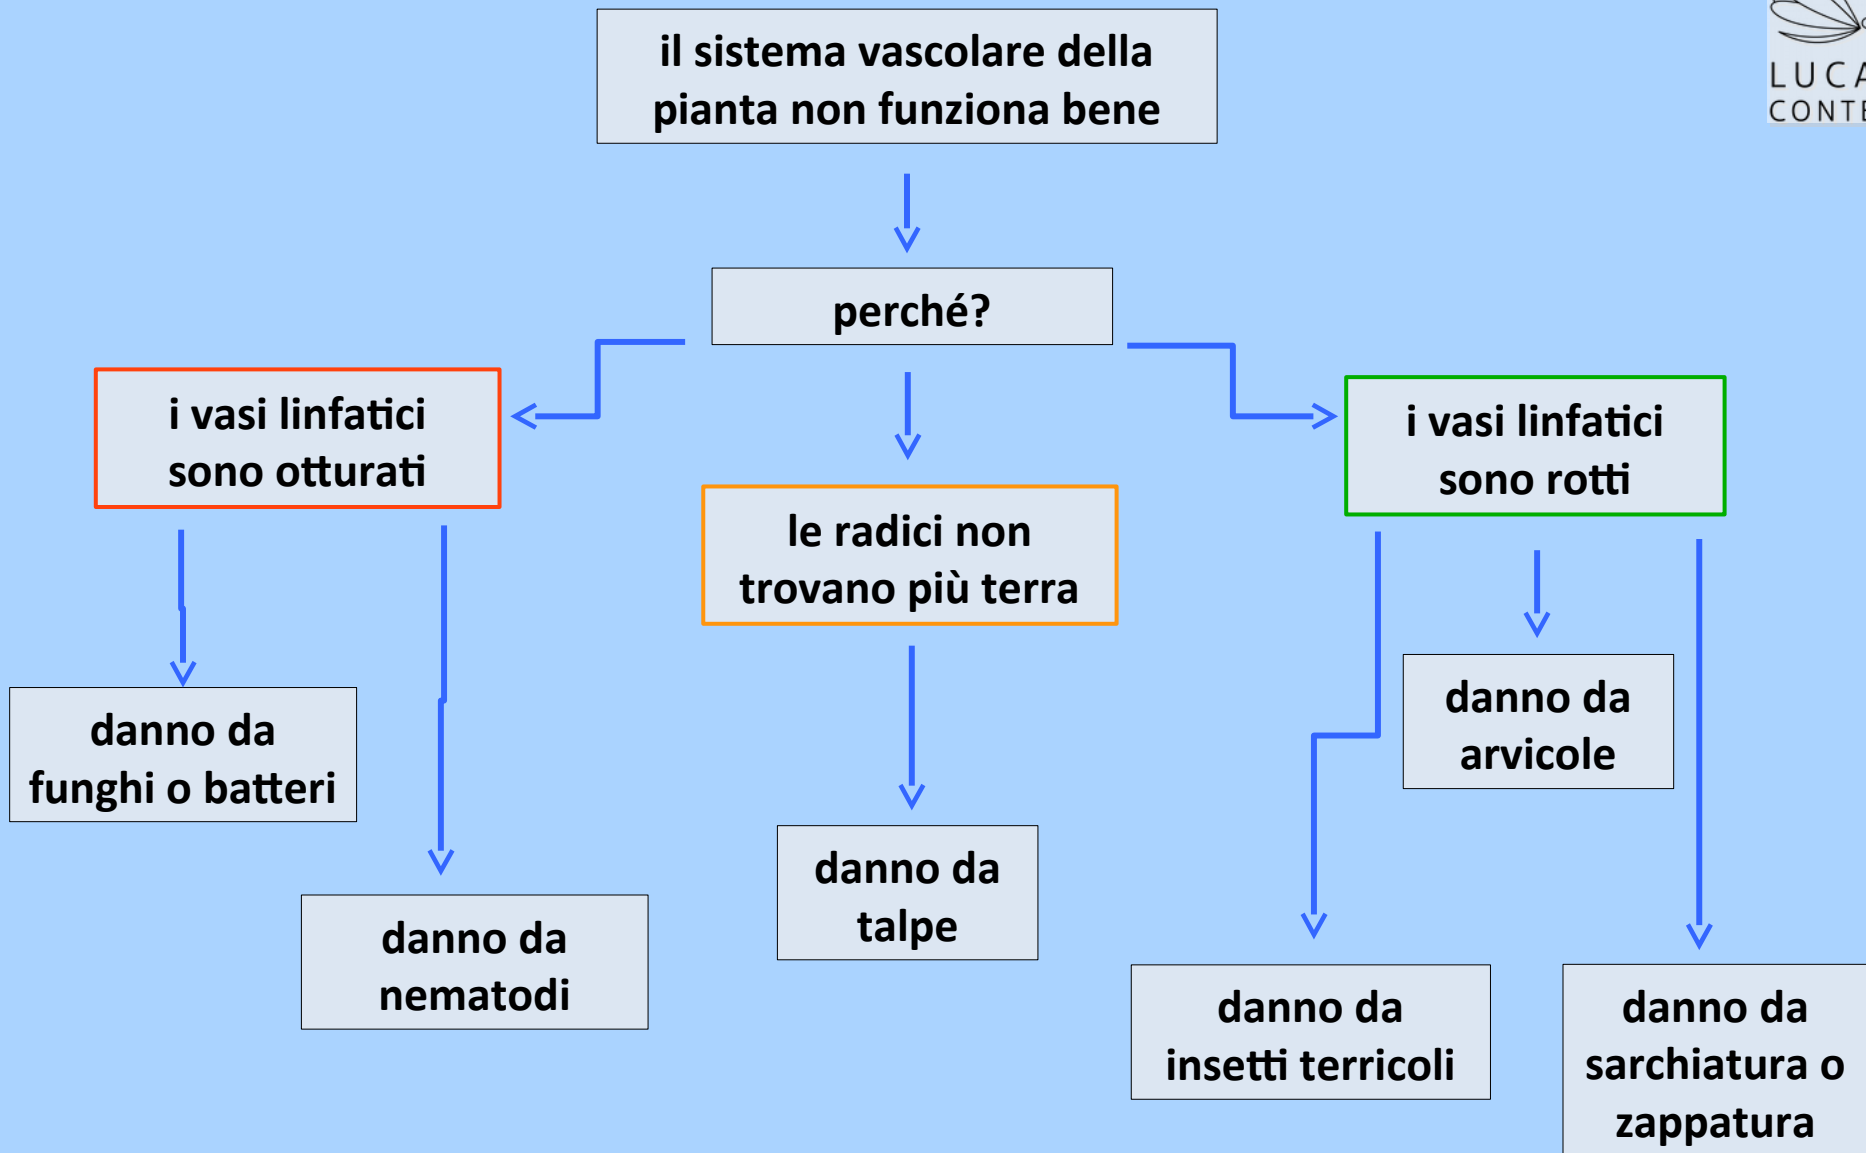 il sistema vascolare della
pianta non funziona bene
LUCA
CONTE
perché?
i vasi linfatici
sono otturati
i vasi linfatici
sono rotti
le radici non
trovano più terra
danno da
funghi o batteri
danno da
arvicole
danno da
talpe
danno da
nematodi
danno da
insetti terricoli
danno da
sarchiatura o
zappatura